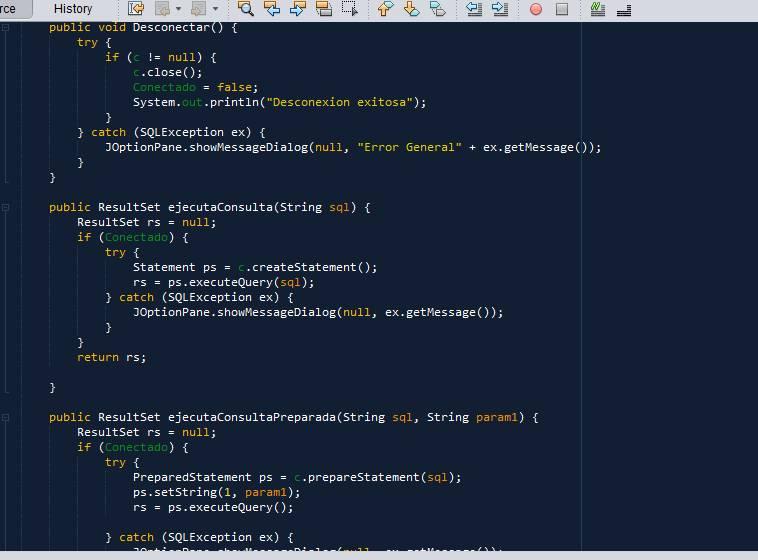 rce History
public void Desconectar() {
try {
if (c != null) {
c.close();
Conectado = false;
System.out.println("Desconexion exitosa");
}
} catch (SQLException ex) {
JOptionPane.showMessageDialog(null, "Error General" + ex.getMessage());
}
}
public ResultSet ejecutaConsulta(String sql) {
ResultSet rs = null;
if (Conectado) {
try {
Statement ps = c.createStatement();
rs = ps.executeQuery(sql);
} catch (SQLException ex) {
JOptionPane.showMessageDialog(null, ex.getMessage());
}
}
return rs;
}
public ResultSet ejecutaConsultaPreparada(String sql, String param1) {
ResultSet rs = null;
if (Conectado) {
try {
PreparedStatement ps = c.prepareStatement(sql);
ps.setString(1, param1);
rs = ps.executeQuery();
} catch (SQLException ex) {